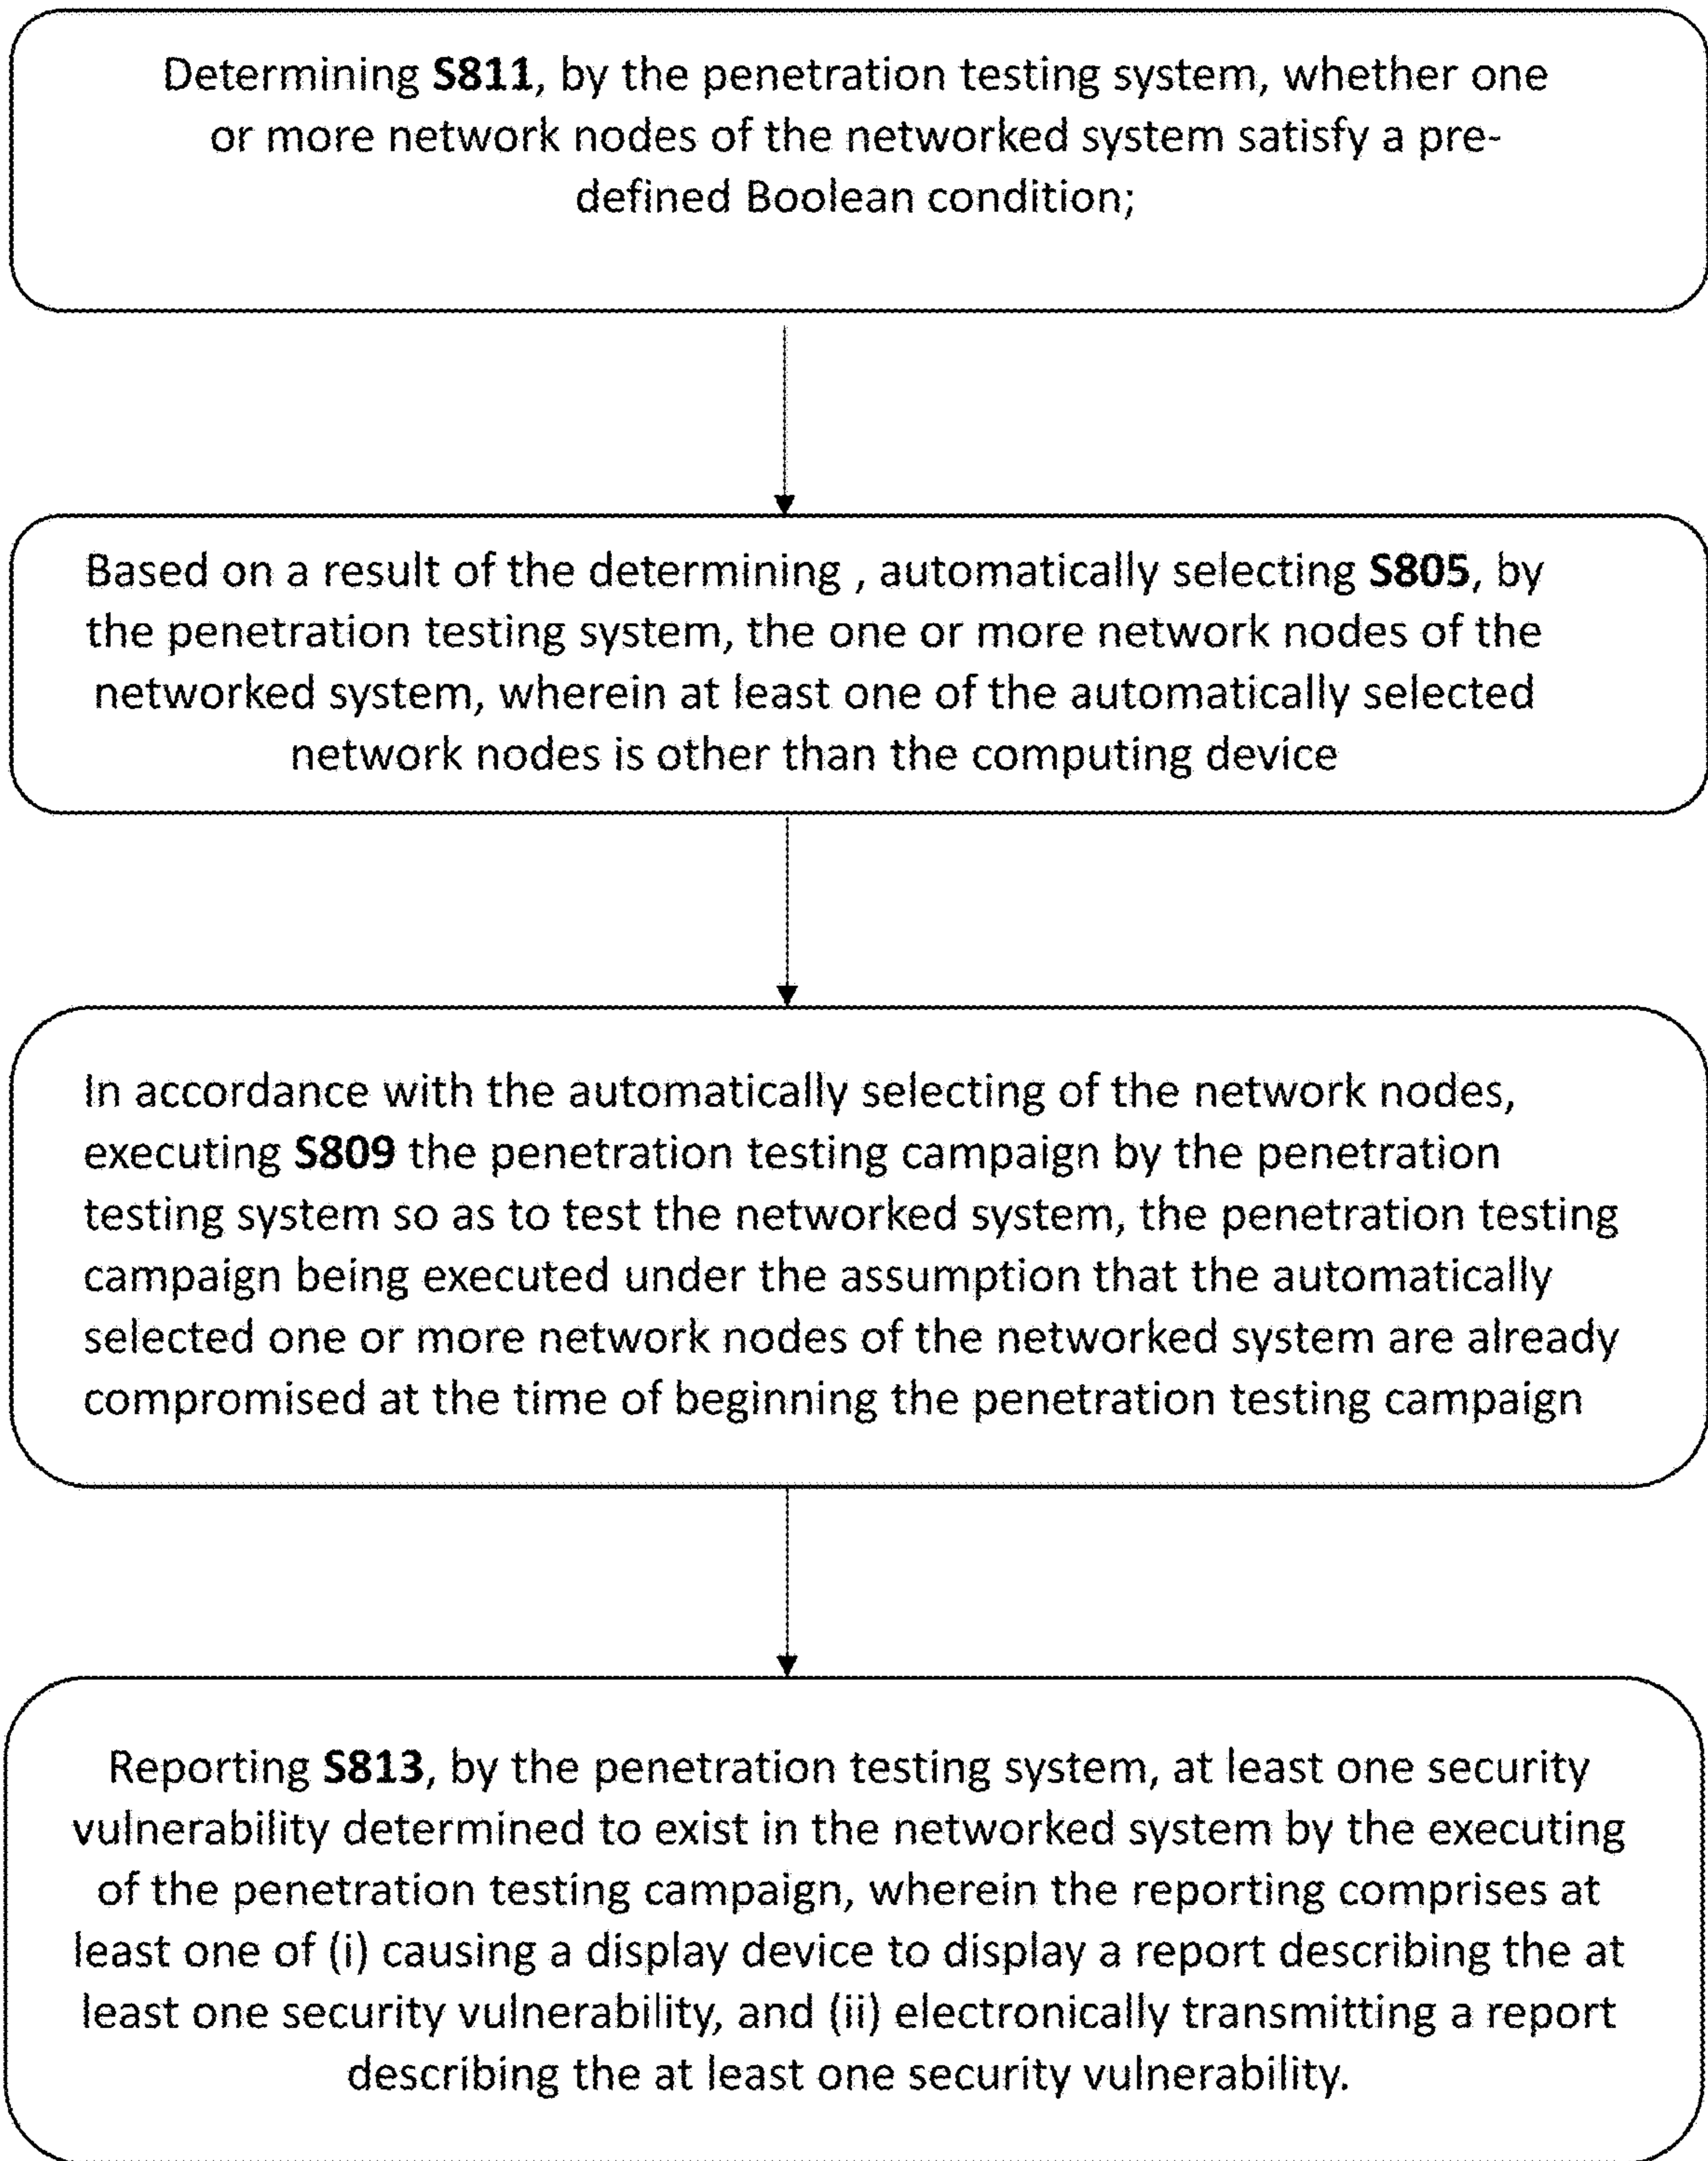 Determining S811, by the penetration testing system, whether one
or more network nodes of the networked system satisfy a pre-
defined Boolean condition;
Based on a result of the determining , automatically selecting S805, by
the penetration testing system, the one or more network nodes of the
networked system, wherein at least one of the automatically selected
network nodes is other than the computing device
In accordance with the automatically selecting of the network nodes,
executing S809 the penetration testing campaign by the penetration
testing system so as to test the networked system, the penetration testing
campaign being executed under the assumption that the automatically
selected one or more network nodes of the networked system are already
compromised at the time of beginning the penetration testing campaign
Reporting S813, by the penetration testing system, at least one security
vulnerability determined to exist in the networked system by the executing
of the penetration testing campaign, wherein the reporting comprises at
least one of (i) causing a display device to display a report describing the at
least one security vulnerability, and (ii) electronically transmitting a report
describing the at least one security vulnerability.